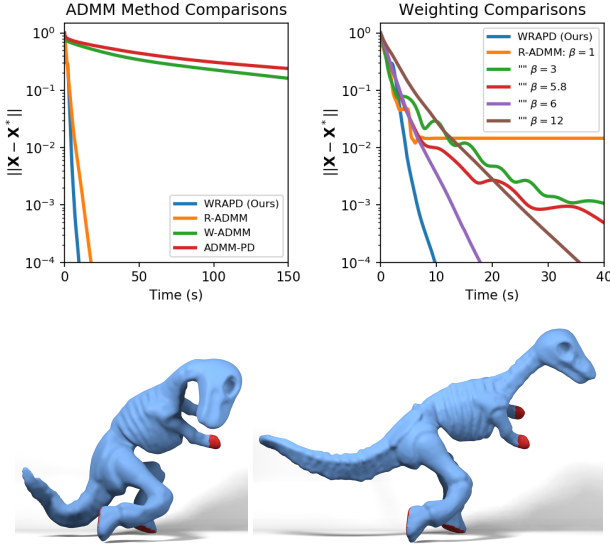 ADMM Method Comparisons
||X − X*||
10⁰
10⁻¹
10⁻²
10⁻³
10⁻⁴
WRAPD (Ours)
R-ADMM
W-ADMM
ADMM-PD
0
50
100
150
Time (s)
Weighting Comparisons
||X − X*||
10⁰
10⁻¹
10⁻²
10⁻³
10⁻⁴
WRAPD (Ours)
R-ADMM: β = 1
"" β = 3
"" β = 5.8
"" β = 6
"" β = 12
0
10
20
30
40
Time (s)